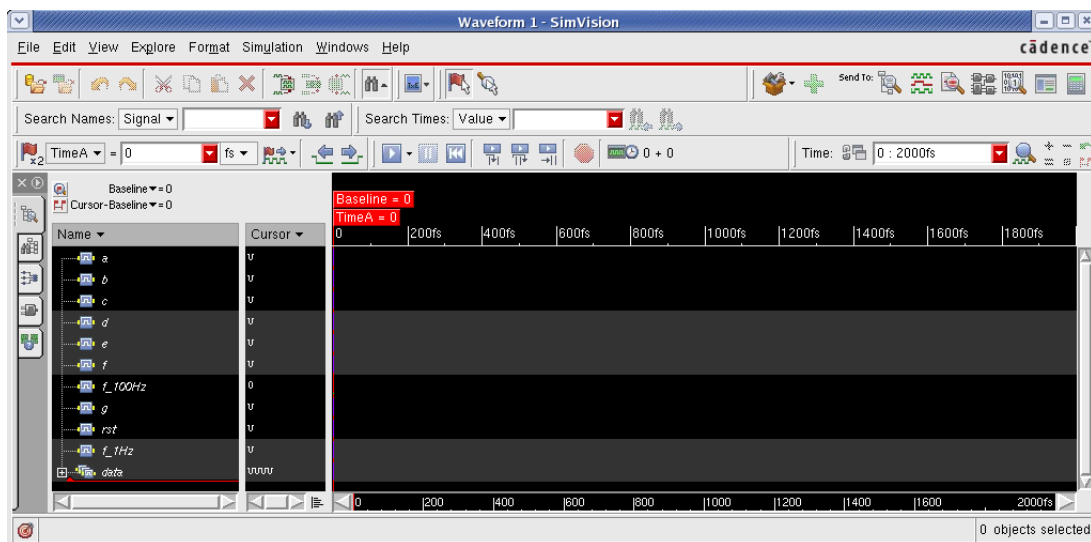 Waveform 1 - SimVision
File Edit View Explore Format Simulation Windows Help
cādence
Send To:
Search Names: Signal
Search Times: Value
x2 TimeA = 0 fs 0 + 0 Time: 0 : 2000fs
Baseline = 0
Cursor-Baseline = 0
Baseline = 0
TimeA = 0
Name Cursor
0 200fs 400fs 600fs 800fs 1000fs 1200fs 1400fs 1600fs 1800fs
a U
b U
c U
d U
e U
f U
f_100Hz 0
g U
rst U
f_1Hz U
data UUUU
0 200 400 600 800 1000 1200 1400 1600 2000fs
0 objects selected